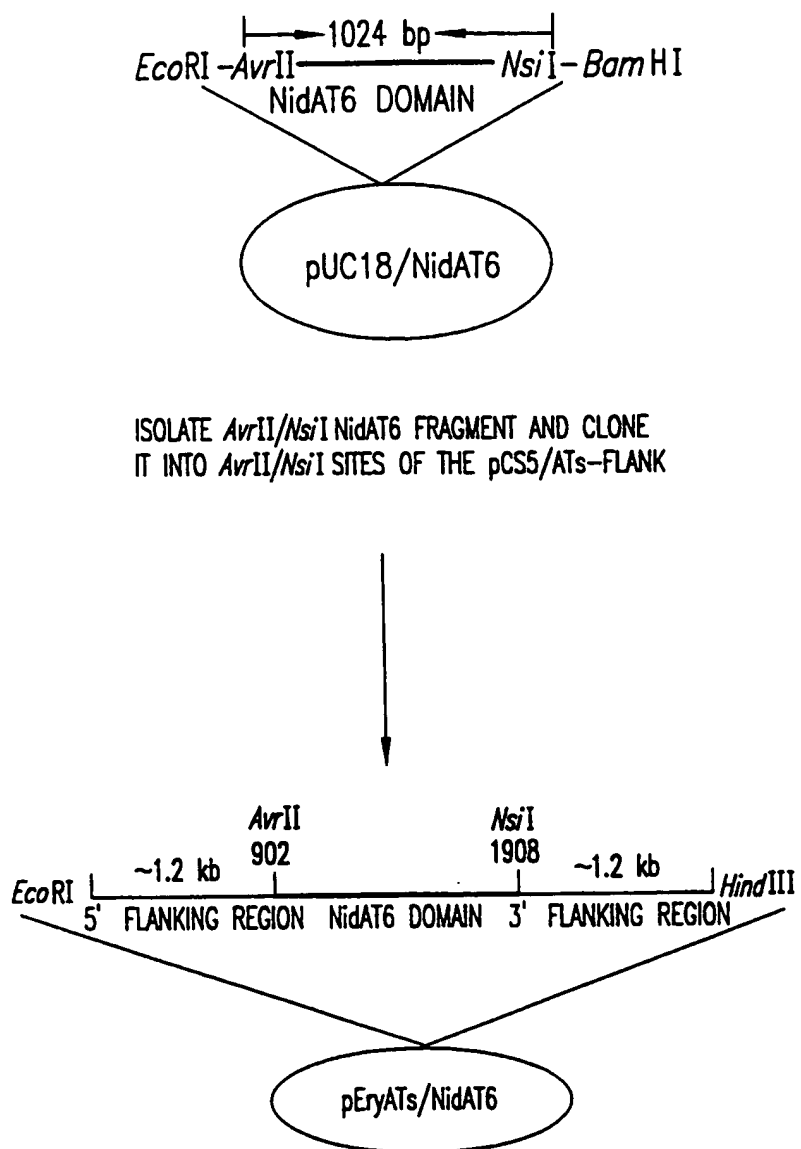 1024 bp
EcoRI-AvrII NsiI-BamHI
NidAT6 DOMAIN
pUC18/NidAT6
ISOLATE AvrII/NsiI NidAT6 FRAGMENT AND CLONE
IT INTO AvrII/NsiI SITES OF THE pCS5/ATs-FLANK
AvrII NsiI
902 1908
EcoRI ~1.2 kb ~1.2 kb HindIII
5' FLANKING REGION NidAT6 DOMAIN 3' FLANKING REGION
pEryATs/NidAT6